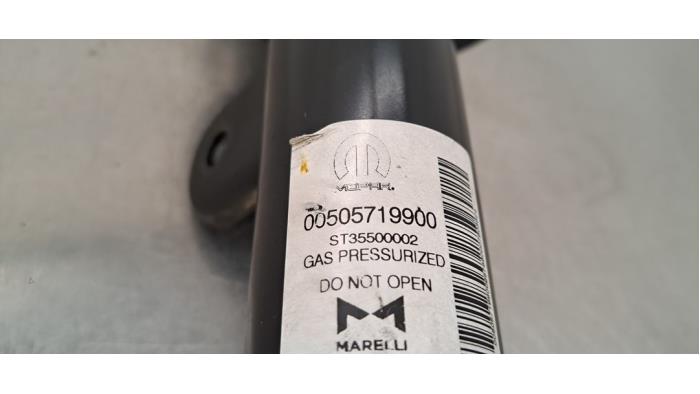 MOPAR.
00505719900
ST35500002
GAS PRESSURIZED
DO NOT OPEN
MARELLI